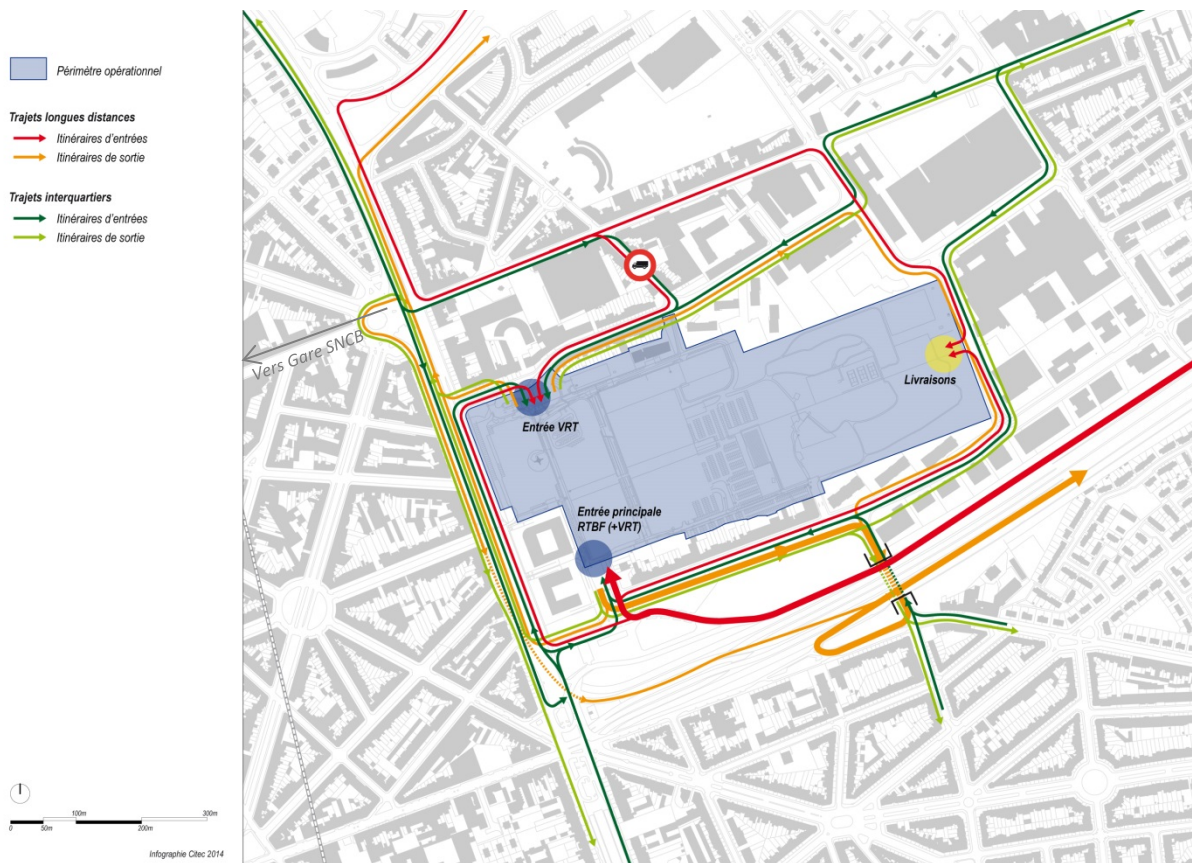 Périmètre opérationnel
Trajets longues distances
Itinéraires d'entrées
Itinéraires de sortie
Trajets interquartiers
Itinéraires d'entrées
Itinéraires de sortie
Vers Gare SNCB
Entrée VRT
Livraisons
Entrée principale
RTBF (+VRT)
100m
300m
0
50m
200m
Infographie Citec 2014